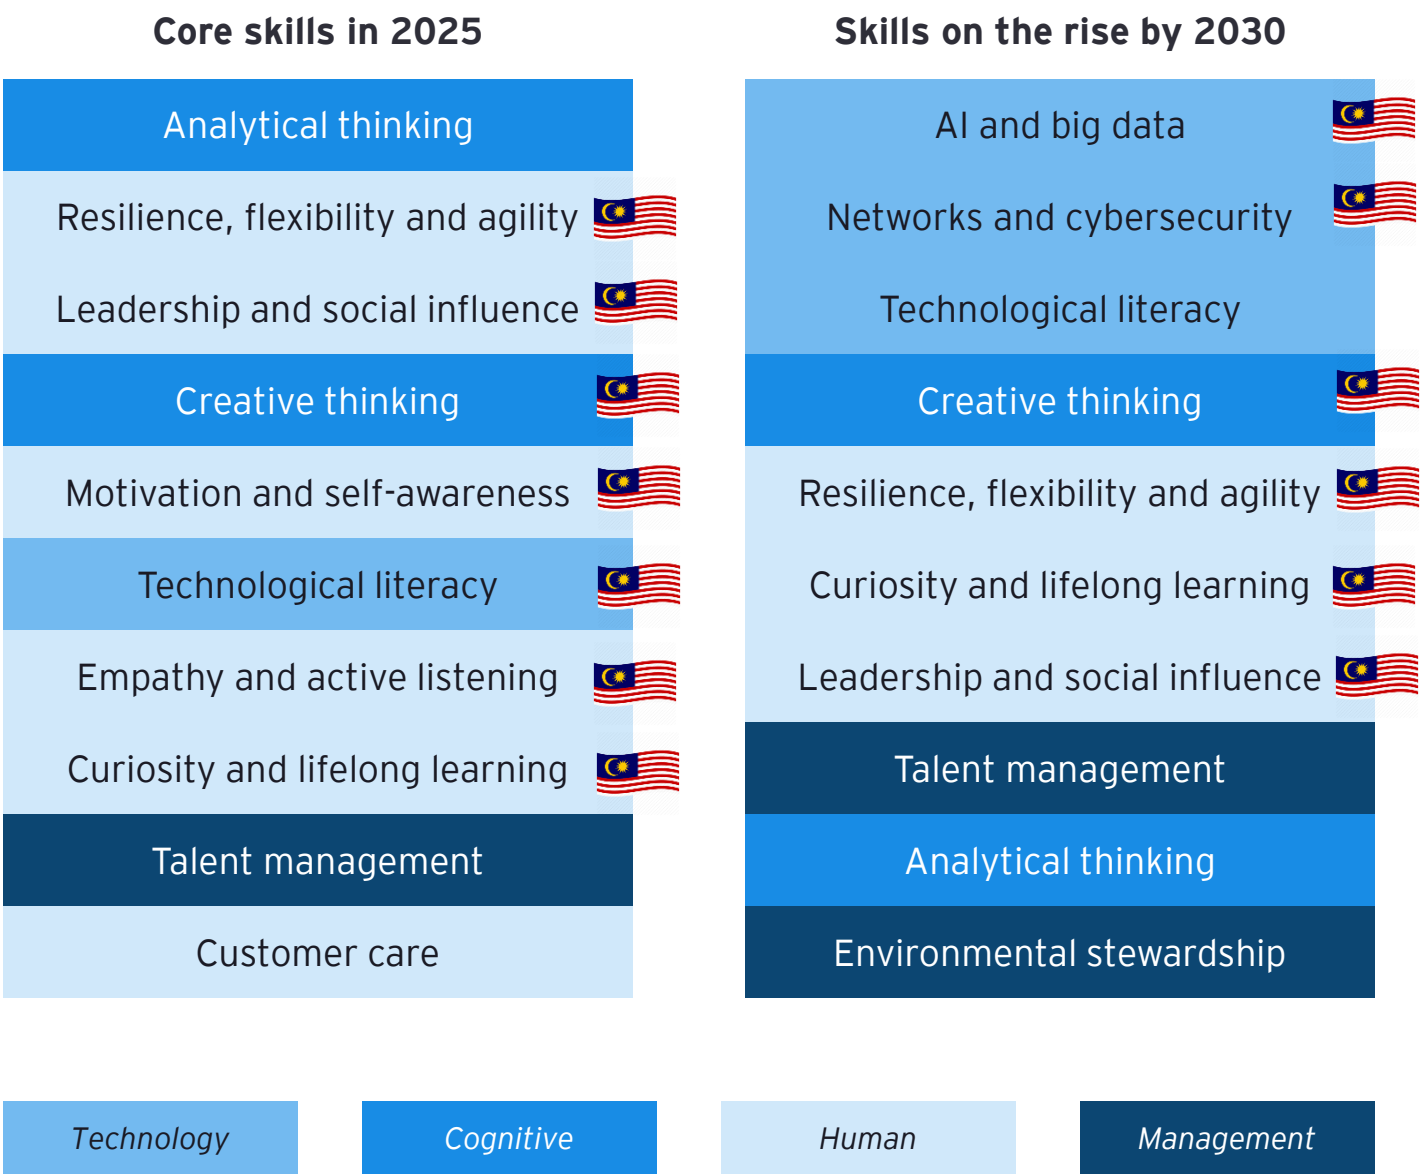 Core skills in 2025
Analytical thinking
Resilience, flexibility and agility
Leadership and social influence
Creative thinking
Motivation and self-awareness
Technological literacy
Empathy and active listening
Curiosity and lifelong learning
Talent management
Customer care
Skills on the rise by 2030
AI and big data
Networks and cybersecurity
Technological literacy
Creative thinking
Resilience, flexibility and agility
Curiosity and lifelong learning
Leadership and social influence
Talent management
Analytical thinking
Environmental stewardship
Technology
Cognitive
Human
Management